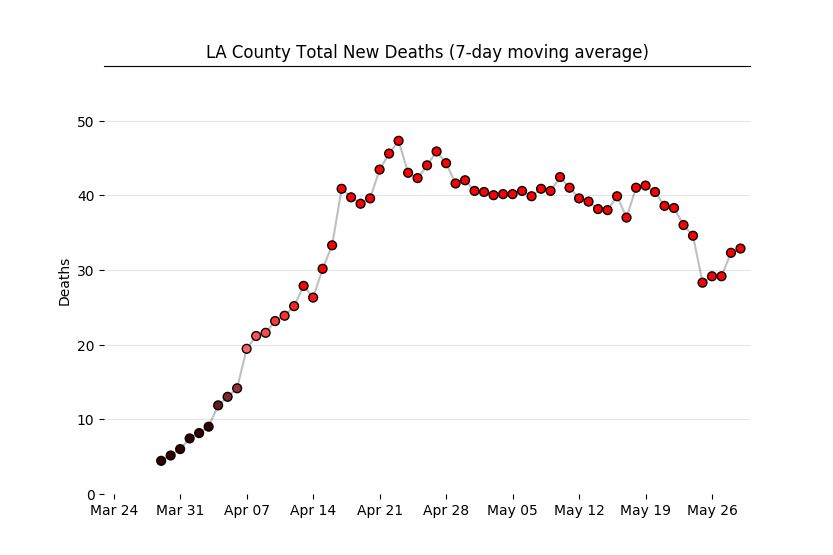 LA County Total New Deaths (7-day moving average)
50
40
30
20
10
0
Deaths
Mar 24 Mar 31 Apr 07 Apr 14 Apr 21 Apr 28 May 05 May 12 May 19 May 26